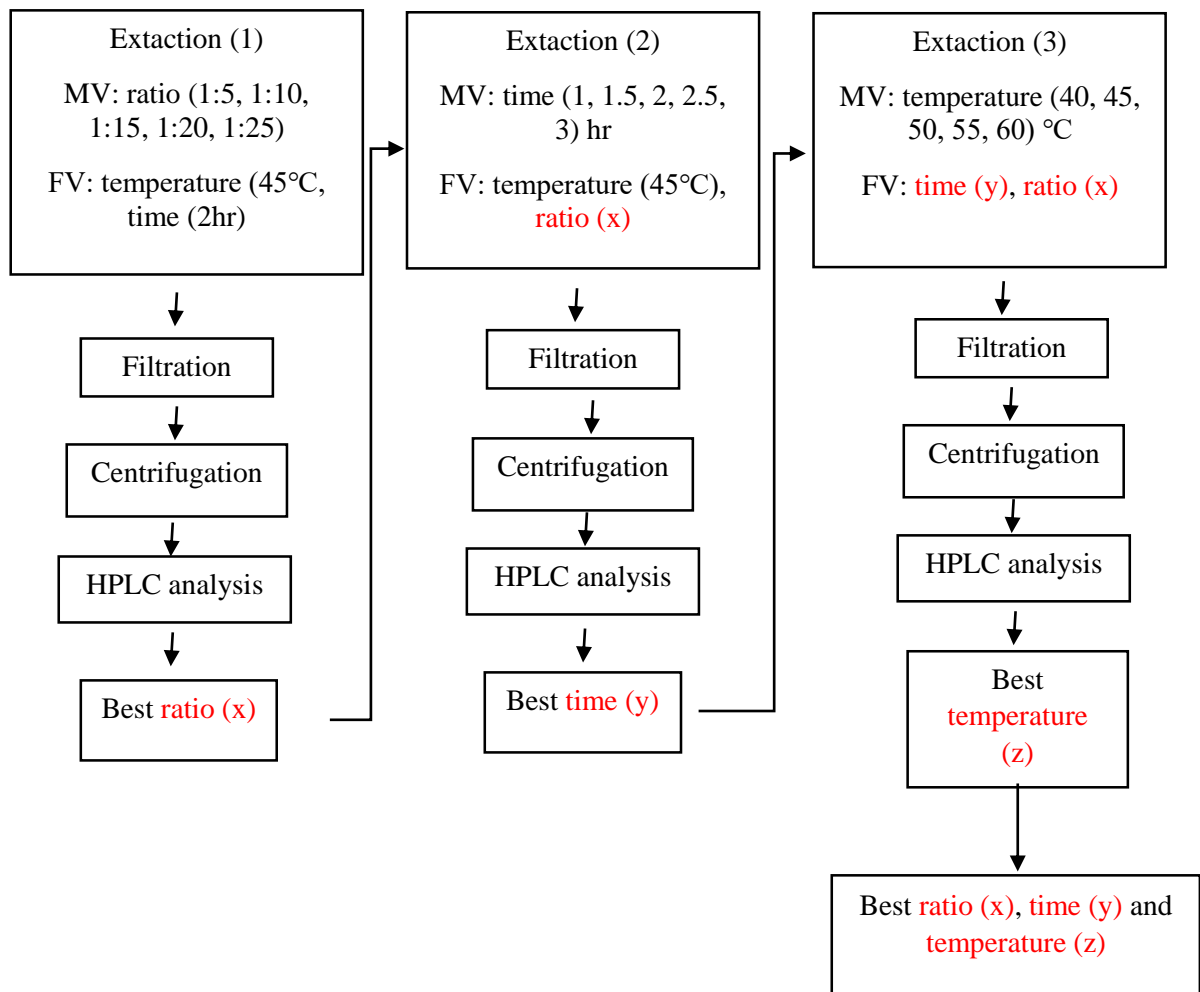 Extaction (1)
MV: ratio (1:5, 1:10,
1:15, 1:20, 1:25)
FV: temperature (45℃,
time (2hr)
Filtration
Centrifugation
HPLC analysis
Best ratio (x)
Extaction (2)
MV: time (1, 1.5, 2, 2.5,
3) hr
FV: temperature (45℃),
ratio (x)
Filtration
Centrifugation
HPLC analysis
Best time (y)
Extaction (3)
MV: temperature (40, 45,
50, 55, 60) ℃
FV: time (y), ratio (x)
Filtration
Centrifugation
HPLC analysis
Best
temperature
(z)
Best ratio (x), time (y) and
temperature (z)